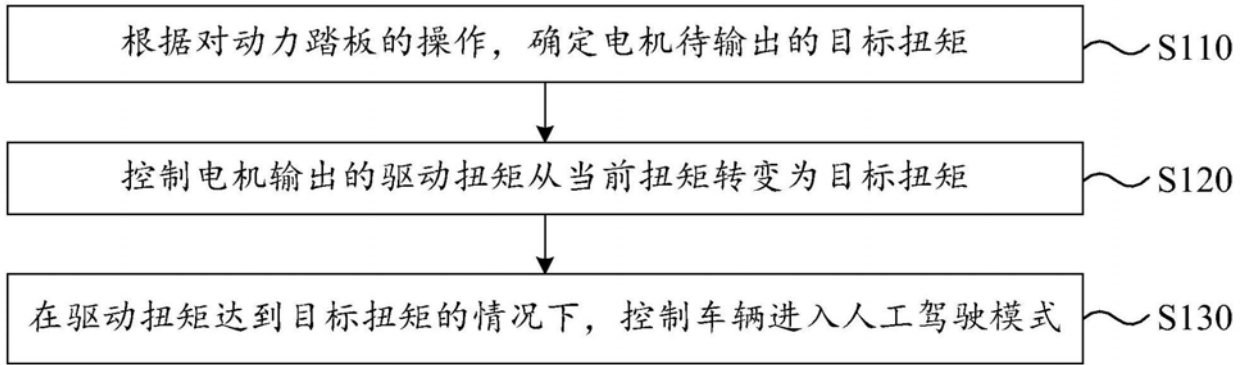 根据对动力踏板的操作，确定电机待输出的目标扭矩
S110
控制电机输出的驱动扭矩从当前扭矩转变为目标扭矩
S120
在驱动扭矩达到目标扭矩的情况下，控制车辆进入人工驾驶模式
S130